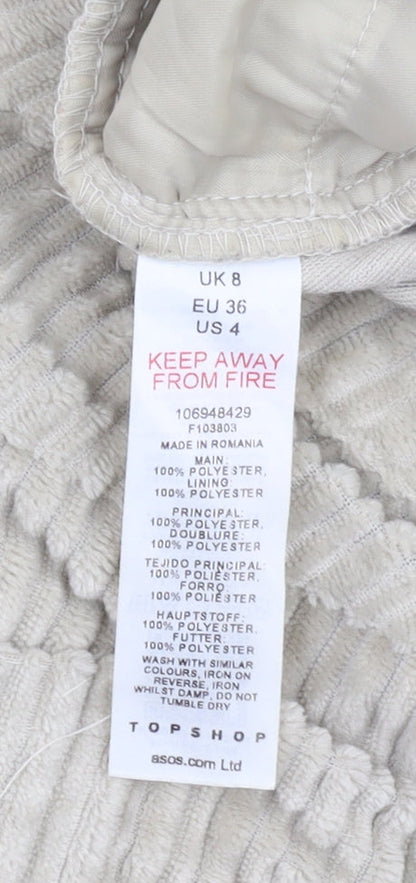 UK 8
EU 36
US 4
KEEP AWAY
FROM FIRE
106948429
F103803
MADE IN ROMANIA
MAIN:
100% POLYESTER,
LINING:
100% POLYESTER
PRINCIPAL:
100% POLYESTER,
DOUBLURE:
100% POLYESTER
TEJIDO PRINCIPAL:
100% POLIÉSTER,
FORRO:
100% POLIÉSTER
HAUPTSTOFF:
100% POLYESTER,
FUTTER:
100% POLYESTER
WASH WITH SIMILAR
COLOURS, IRON ON
REVERSE, IRON
WHILST DAMP, DO NOT
TUMBLE DRY
TOPSHOP
asos.com Ltd